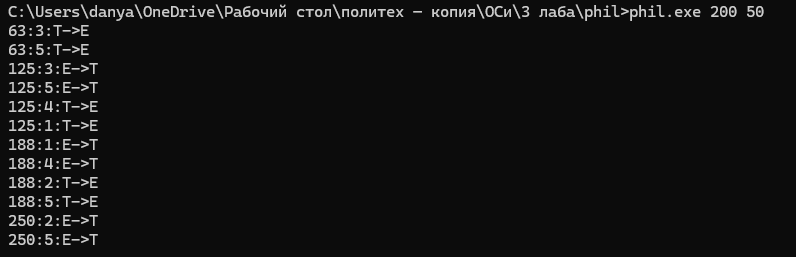 C:\Users\danya\OneDrive\Рабочий стол\политех — копия\ОСи\3 лаба\phil>phil.exe 200 50
63:3:T->E
63:5:T->E
125:3:E->T
125:5:E->T
125:4:T->E
125:1:T->E
188:1:E->T
188:4:E->T
188:2:T->E
188:5:T->E
250:2:E->T
250:5:E->T